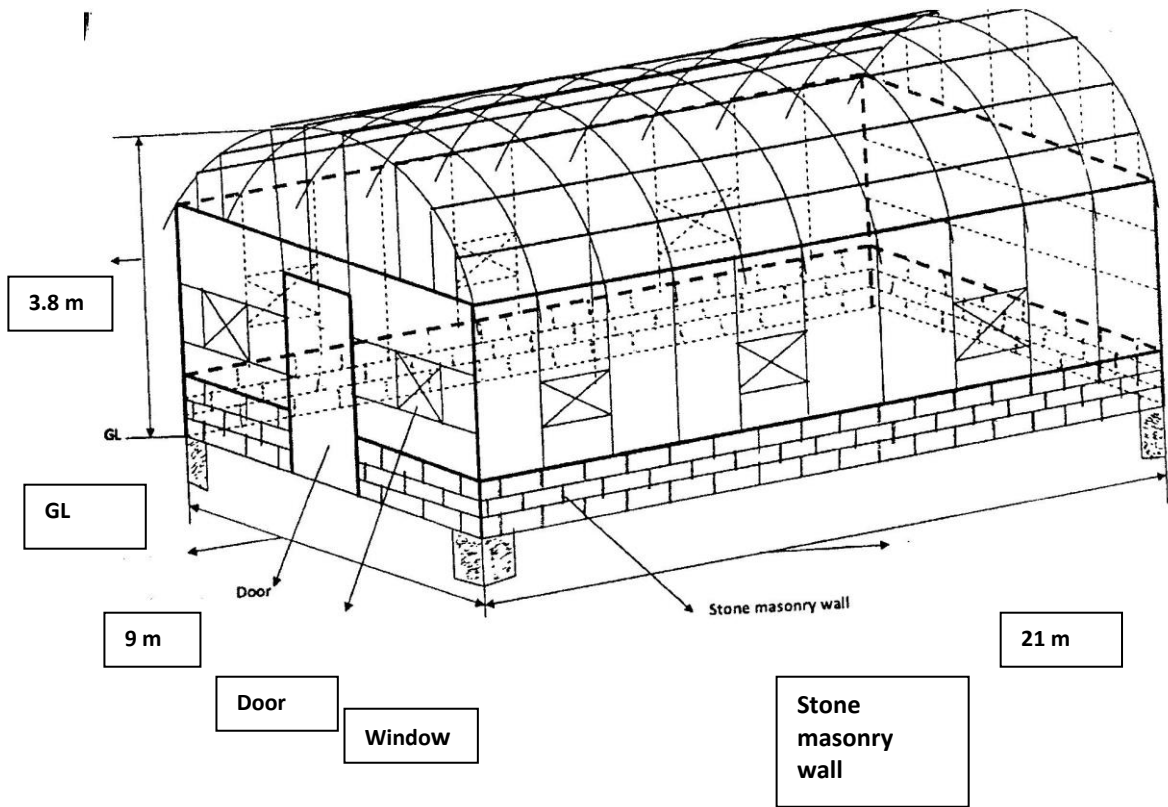 3.8 m
GL
GL
Door
Stone masonry wall
9 m
21 m
Door
Window
Stone
masonry
wall